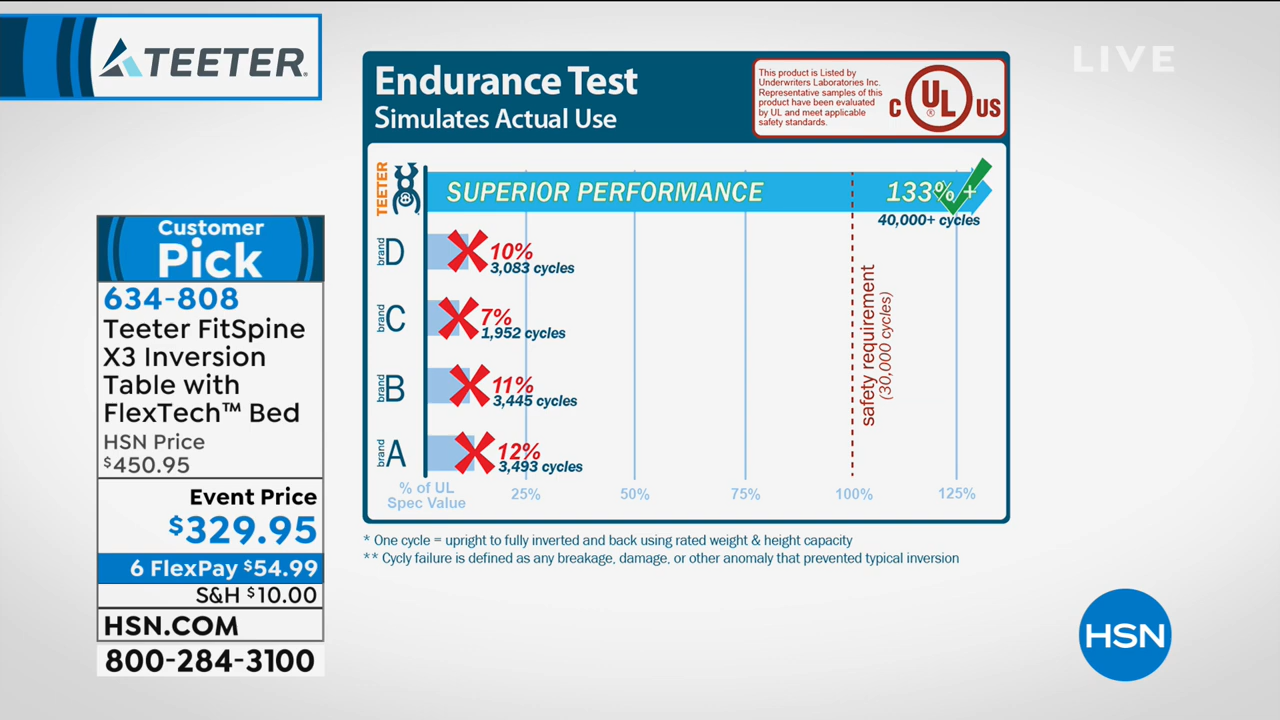 TEETER
LIVE
Customer
Pick
634-808
Teeter FitSpine
X3 Inversion
Table with
FlexTech™ Bed
HSN Price
$450.95
Event Price
$329.95
6 FlexPay $54.99
S&H $10.00
HSN.COM
800-284-3100
Endurance Test
Simulates Actual Use
This product is Listed by
Underwriters Laboratories Inc.
Representative samples of this
product have been evaluated
by UL and meet applicable
safety standards.
C UL ® US
TEETER
SUPERIOR PERFORMANCE
133%+
40,000+ cycles
brand D
10%
3,083 cycles
brand C
7%
1,952 cycles
brand B
11%
3,445 cycles
brand A
12%
3,493 cycles
safety requirement
(30,000 cycles)
% of UL
Spec Value
25%
50%
75%
100%
125%
* One cycle = upright to fully inverted and back using rated weight & height capacity
** Cycly failure is defined as any breakage, damage, or other anomaly that prevented typical inversion
HSN